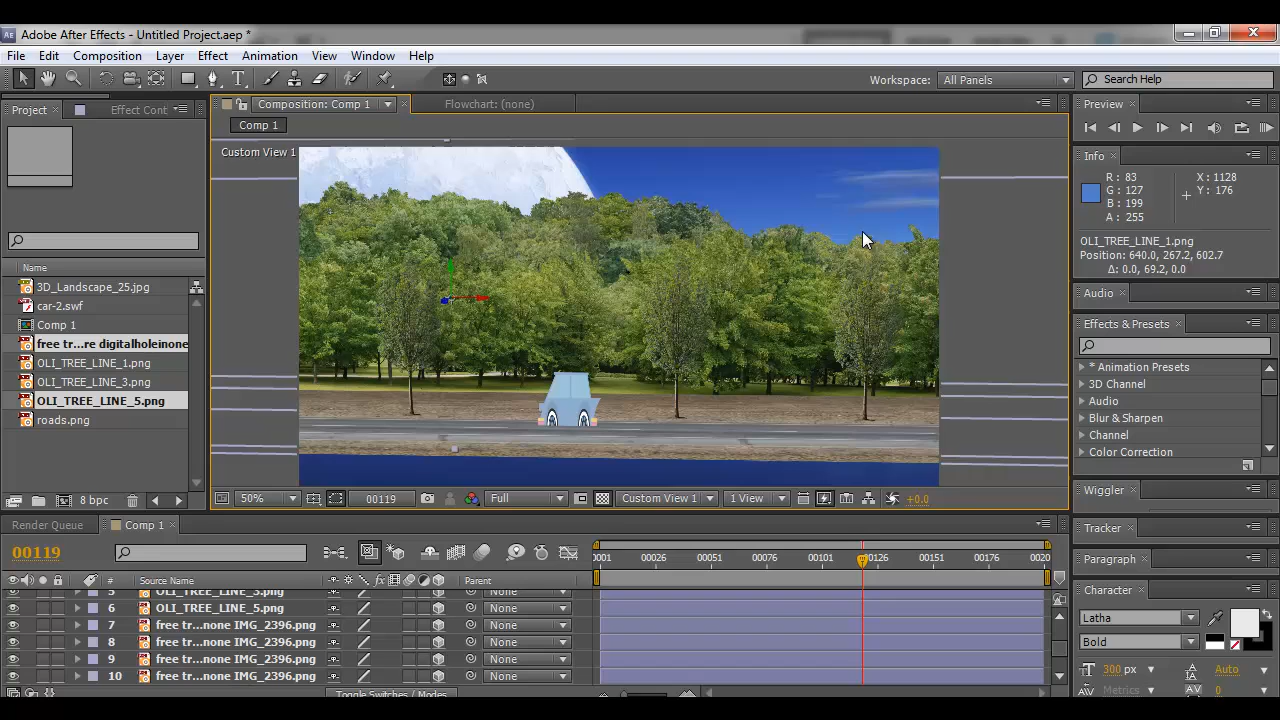 Adobe After Effects - Untitled Project.aep *
File Edit Composition Layer Effect Animation View Window Help
Workspace: All Panels Search Help
Project Effect Cont
Composition: Comp 1 Flowchart: (none)
Comp 1
Custom View 1
Name
3D_Landscape_25.jpg
car-2.swf
Comp 1
free tr...re digitalholeinone
OLI_TREE_LINE_1.png
OLI_TREE_LINE_3.png
OLI_TREE_LINE_5.png
roads.png
8 bpc
50% 00119 Full Custom View 1 1 View +0.0
Preview
Info
R: 83 X: 1128
G: 127 Y: 176
B: 199
A: 255
OLI_TREE_LINE_1.png
Position: 640.0, 267.2, 602.7
Δ: 0.0, 69.2, 0.0
Audio
Effects & Presets
* Animation Presets
3D Channel
Audio
Blur & Sharpen
Channel
Color Correction
Wiggler
Tracker
Paragraph
Character
Latha
Bold
300 px Auto
Metrics 0
Render Queue Comp 1
00119
0001 00026 00051 00076 00101 00126 00151 00176 0020
# Source Name fx Parent
5 OLI_TREE_LINE_3.png None
6 OLI_TREE_LINE_5.png None
7 free tr...none IMG_2396.png None
8 free tr...none IMG_2396.png None
9 free tr...none IMG_2396.png None
10 free tr...none IMG_2396.png None
Toggle Switches / Modes